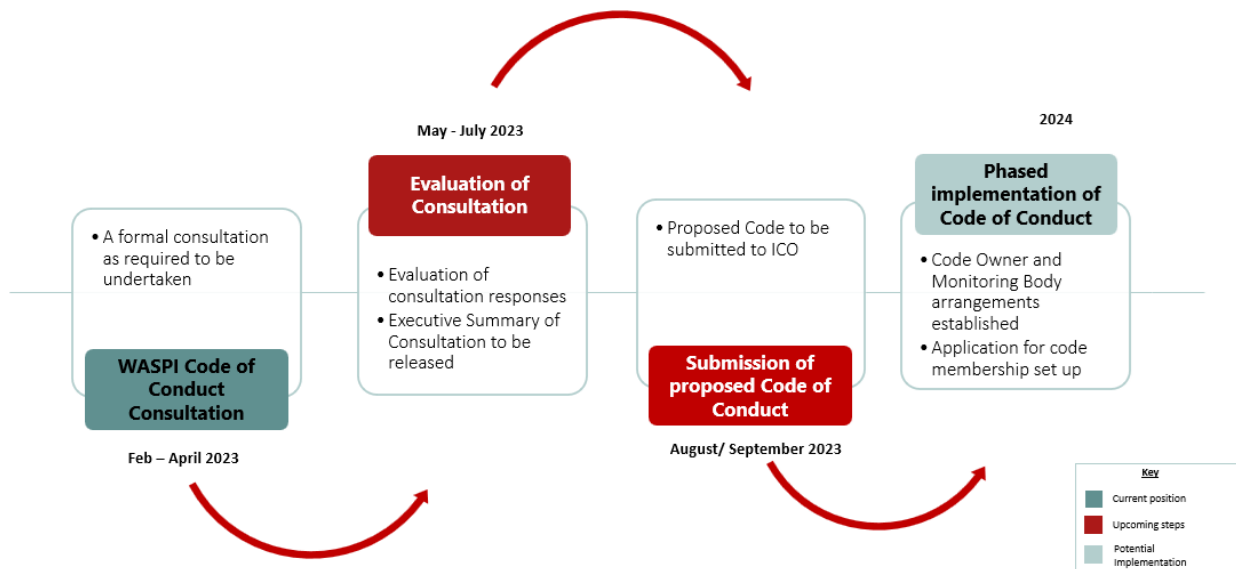 • A formal consultation
as required to be
undertaken
WASPI Code of
Conduct
Consultation
Feb – April 2023
May - July 2023
Evaluation of
Consultation
• Evaluation of
consultation responses
• Executive Summary of
Consultation to be
released
• Proposed Code to be
submitted to ICO
Submission of
proposed Code of
Conduct
August/ September 2023
2024
Phased
implementation of
Code of Conduct
• Code Owner and
Monitoring Body
arrangements
established
• Application for code
membership set up
Key
Current position
Upcoming steps
Potential
Implementation